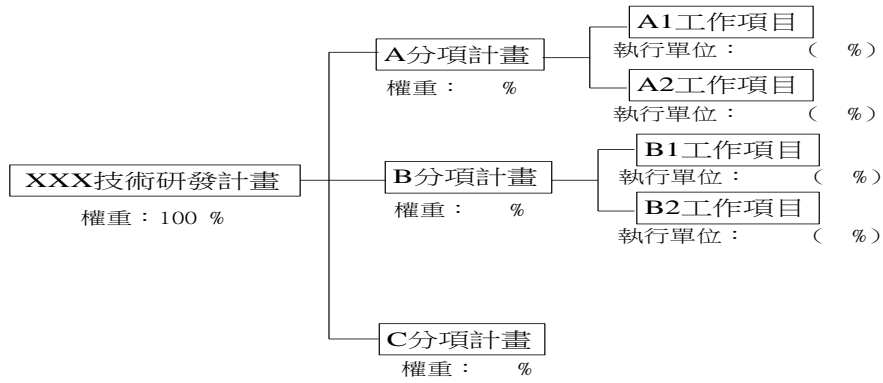 A1工作項目
執行單位： （ %）
A分項計畫
權重： %
A2工作項目
執行單位： （ %）
B1工作項目
執行單位： （ %）
XXX技術研發計畫
權重：100 %
B分項計畫
權重： %
B2工作項目
執行單位： （ %）
C分項計畫
權重： %